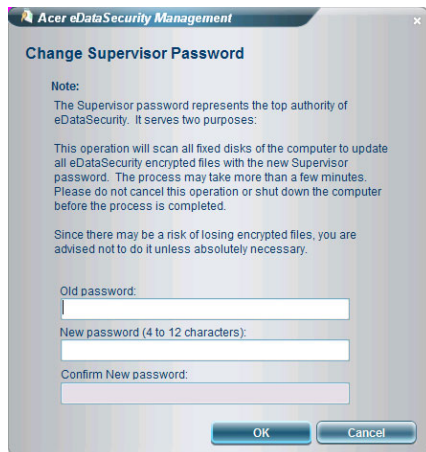 Acer eDataSecurity Management
Change Supervisor Password
Note:
The Supervisor password represents the top authority of
eDataSecurity. It serves two purposes:
This operation will scan all fixed disks of the computer to update
all eDataSecurity encrypted files with the new Supervisor
password. The process may take more than a few minutes.
Please do not cancel this operation or shut down the computer
before the process is completed.
Since there may be a risk of losing encrypted files, you are
advised not to do it unless absolutely necessary.
Old password:
New password (4 to 12 characters):
Confirm New password:
OK
Cancel